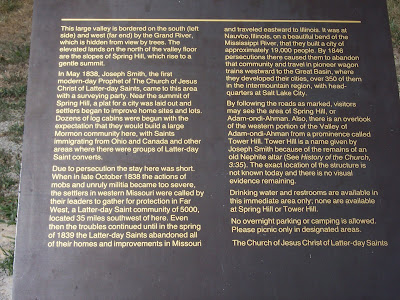 This large valley is bordered on the south (left
side) and west (far end) by the Grand River,
which is hidden from view by trees. The
elevated lands on the north of the valley floor
are the slopes of Spring Hill, which rise to a
gentle summit.
In May 1838, Joseph Smith, the first
modern-day Prophet of The Church of Jesus
Christ of Latter-day Saints, came to this area
with a surveying party. Near the summit of
Spring Hill, a plat for a city was laid out and
settlers began to improve home sites and lots.
Dozens of log cabins were begun with the
expectation that they would build a large
Mormon community here, with Saints
immigrating from Ohio and Canada and other
areas where there were groups of Latter-day
Saint converts.
Due to persecution the stay here was short.
When in late October 1838 the actions of
mobs and unruly militia became too severe,
the settlers in western Missouri were called by
their leaders to gather for protection in Far
West, a Latter-day Saint community of 5000,
located 35 miles southwest of here. Even
then the troubles continued until in the spring
of 1839 the Latter-day Saints abandoned all
of their homes and improvements in Missouri
and traveled eastward to Illinois. It was at
Nauvoo, Illinois, on a beautiful bend of the
Mississippi River, that they built a city of
approximately 19,000 people. By 1846
persecutions there caused them to abandon
that community and travel in pioneer wagon
trains westward to the Great Basin, where
they developed their cities, over 350 of them
in the intermountain region, with head-
quarters at Salt Lake City.
By following the roads as marked, visitors
may see the area of Spring Hill, or
Adam-ondi-Ahman. Also, there is an overlook
of the western portion of the Valley of
Adam-ondi-Ahman from a prominence called
Tower Hill. Tower Hill is a name given by
Joseph Smith because of the remains of an
old Nephite altar (See History of the Church,
3:35). The exact location of the structure is
not known today and there is no visual
evidence remaining.
Drinking water and restrooms are available in
this immediate area only; none are available
at Spring Hill or Tower Hill.
No overnight parking or camping is allowed.
Please picnic only in designated areas.
The Church of Jesus Christ of Latter-day Saints